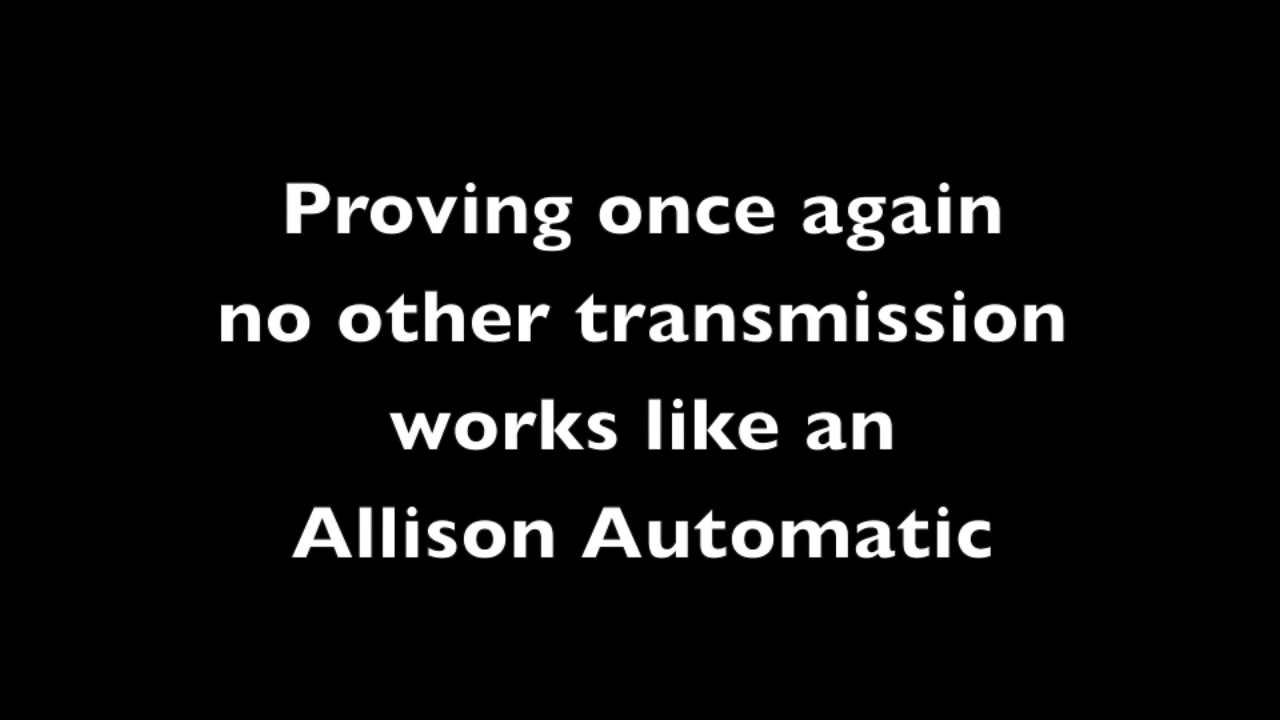 Proving once again
no other transmission
works like an
Allison Automatic